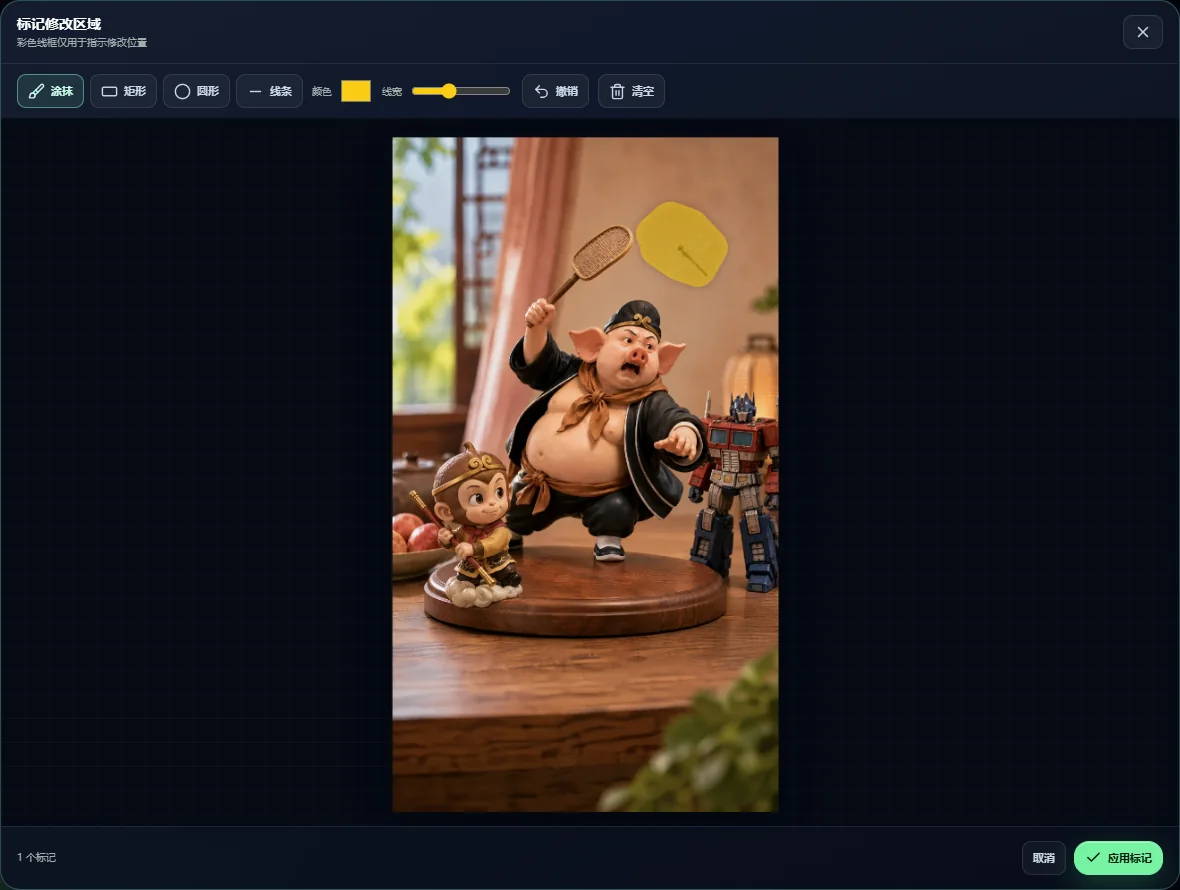 标记修改区域
彩色线框仅用于指示修改位置
涂抹 矩形 圆形 线条 颜色 线宽 撤销 清空
1 个标记
取消 应用标记